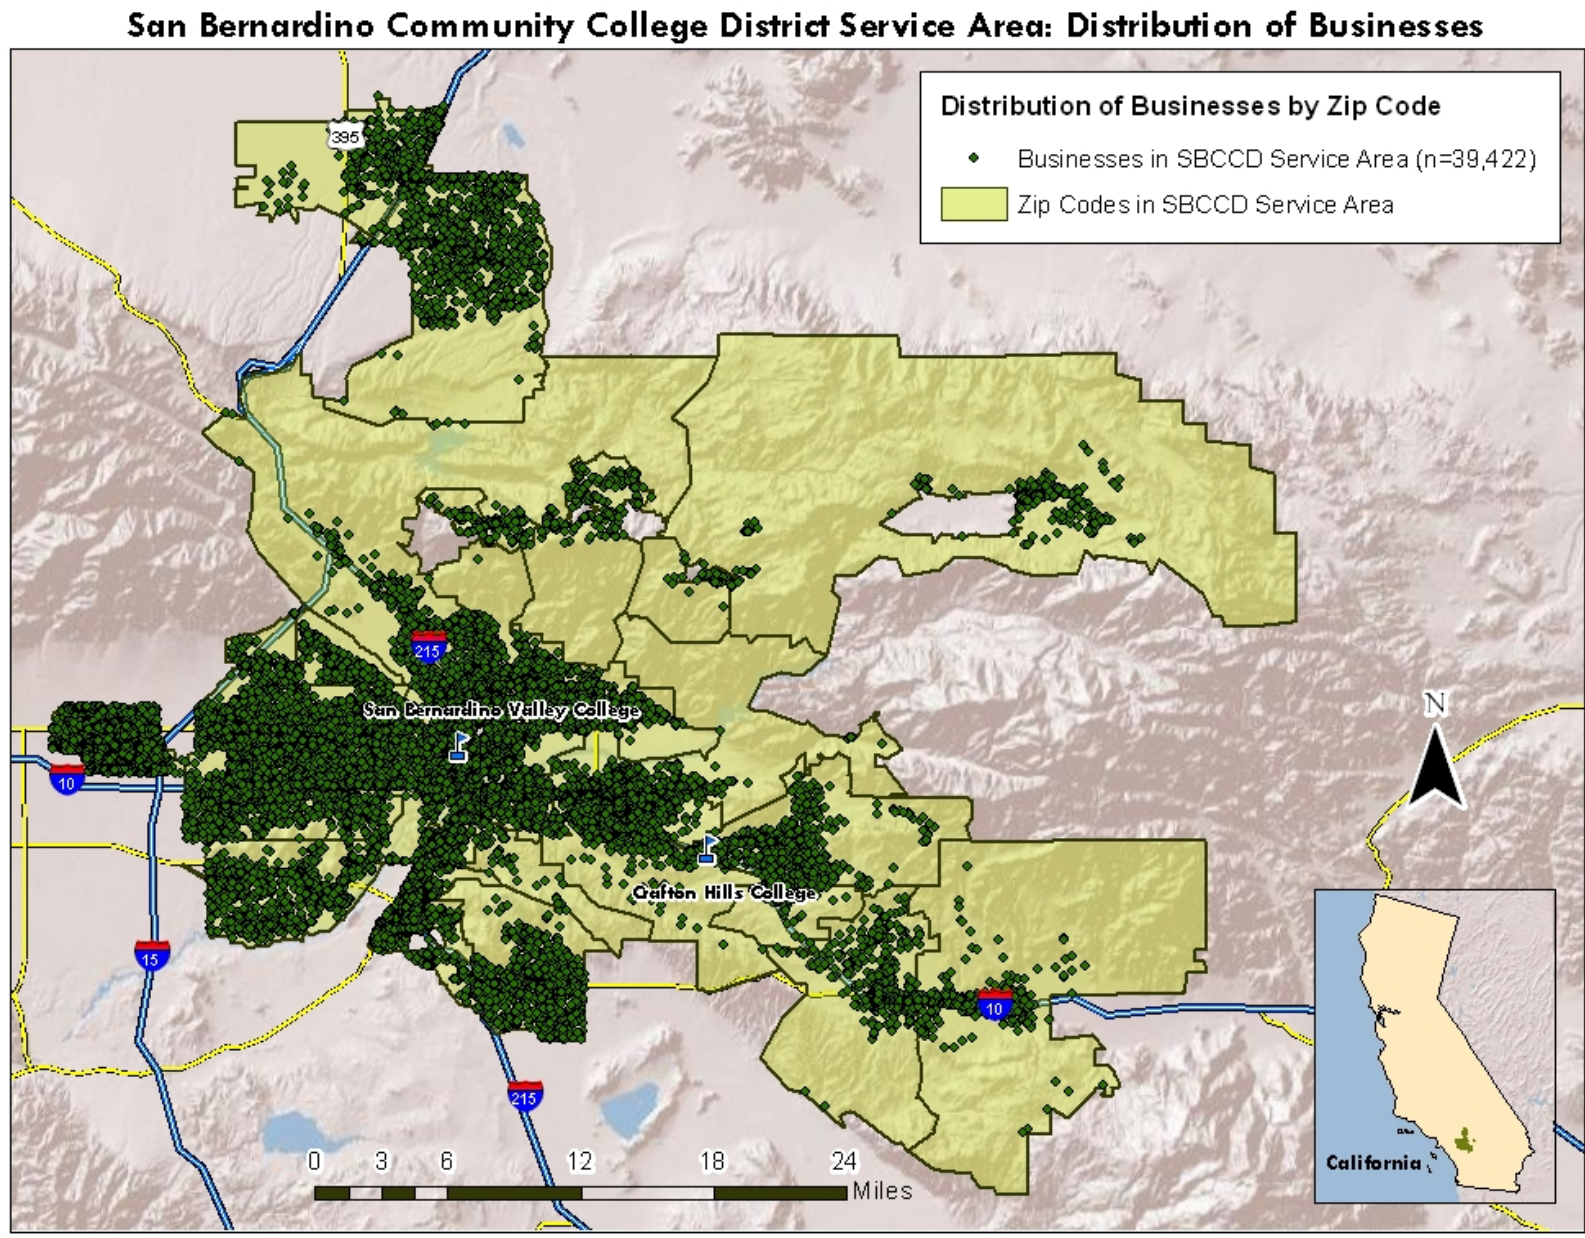 San Bernardino Community College District Service Area: Distribution of Businesses
395
Distribution of Businesses by Zip Code
Businesses in SBCCD Service Area (n=39,422)
Zip Codes in SBCCD Service Area
215
San Bernardino Valley College
N
10
Crafton Hills College
15
10
215
0 3 6 12 18 24
Miles
California